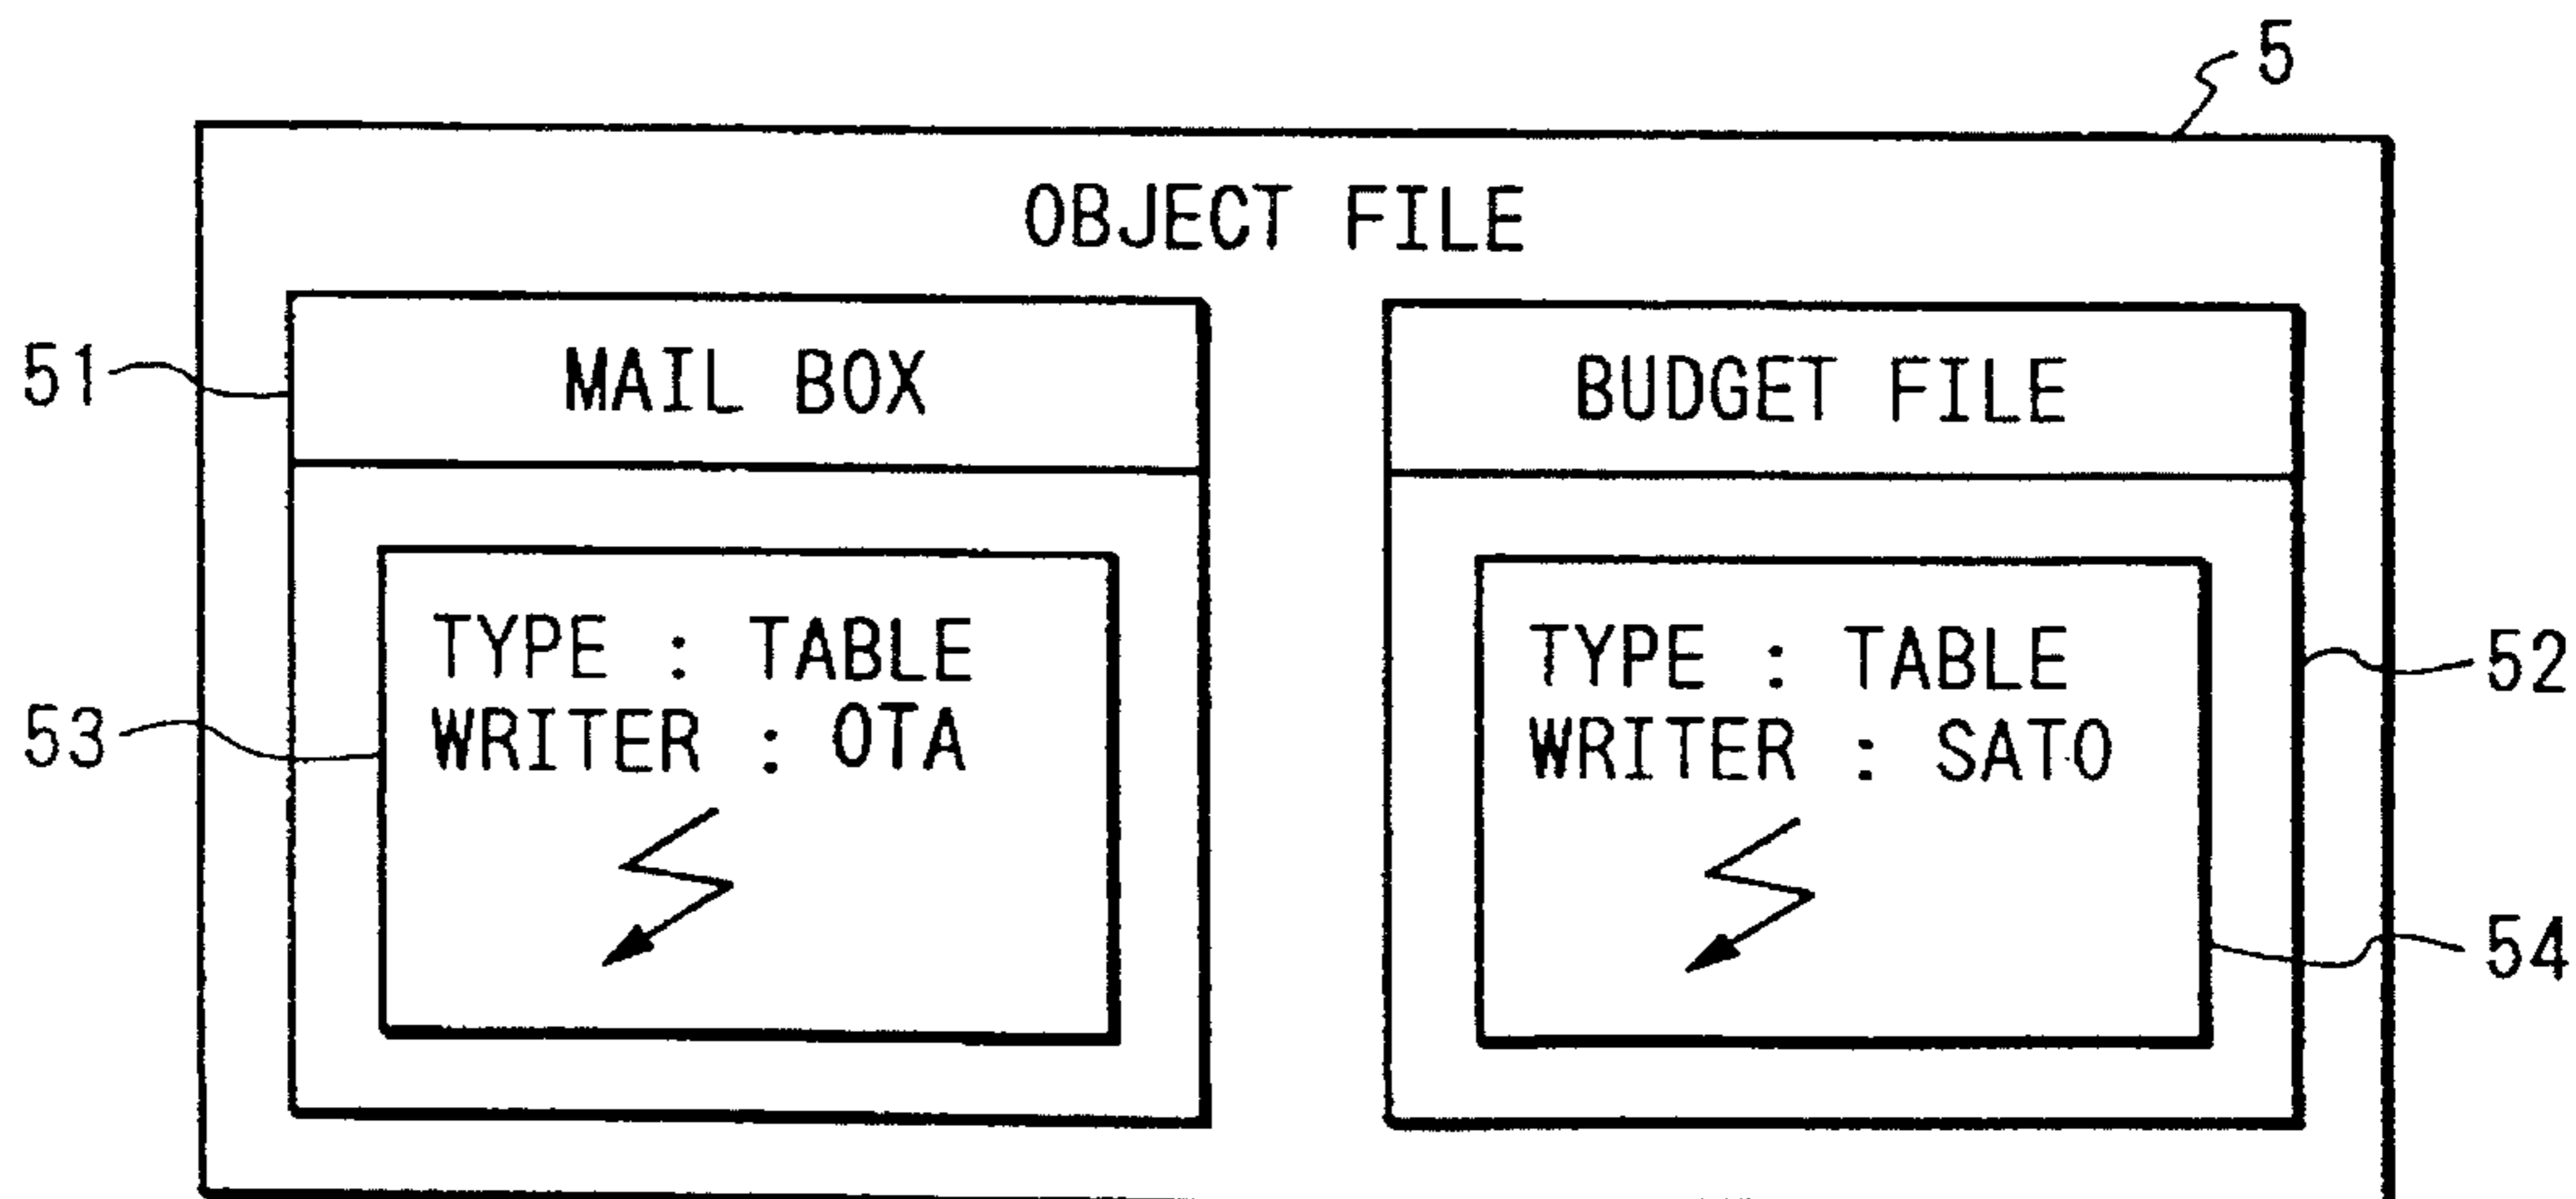 5
OBJECT FILE
51
MAIL BOX
BUDGET FILE
53
TYPE : TABLE
WRITER : OTA
TYPE : TABLE
WRITER : SATO
52
54